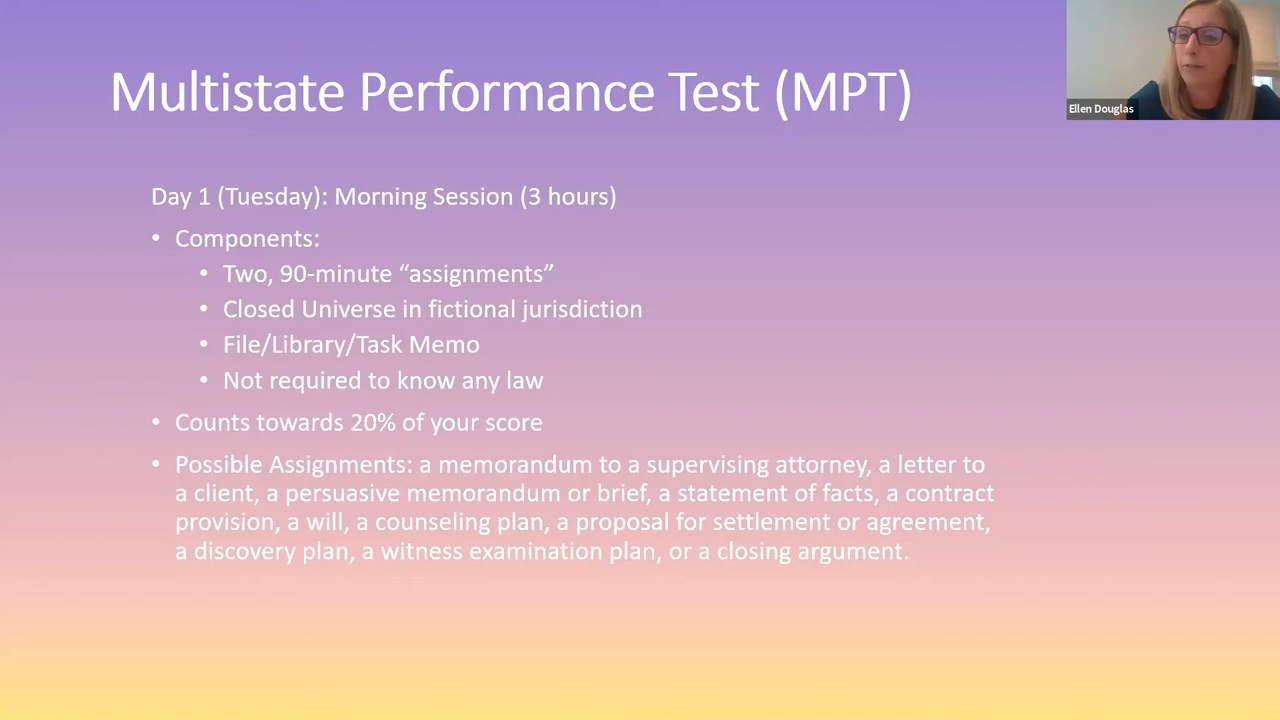 Multistate Performance Test (MPT)
Ellen Douglas
Day 1 (Tuesday): Morning Session (3 hours)
• Components:
• Two, 90-minute “assignments”
• Closed Universe in fictional jurisdiction
• File/Library/Task Memo
• Not required to know any law
• Counts towards 20% of your score
• Possible Assignments: a memorandum to a supervising attorney, a letter to
a client, a persuasive memorandum or brief, a statement of facts, a contract
provision, a will, a counseling plan, a proposal for settlement or agreement,
a discovery plan, a witness examination plan, or a closing argument.